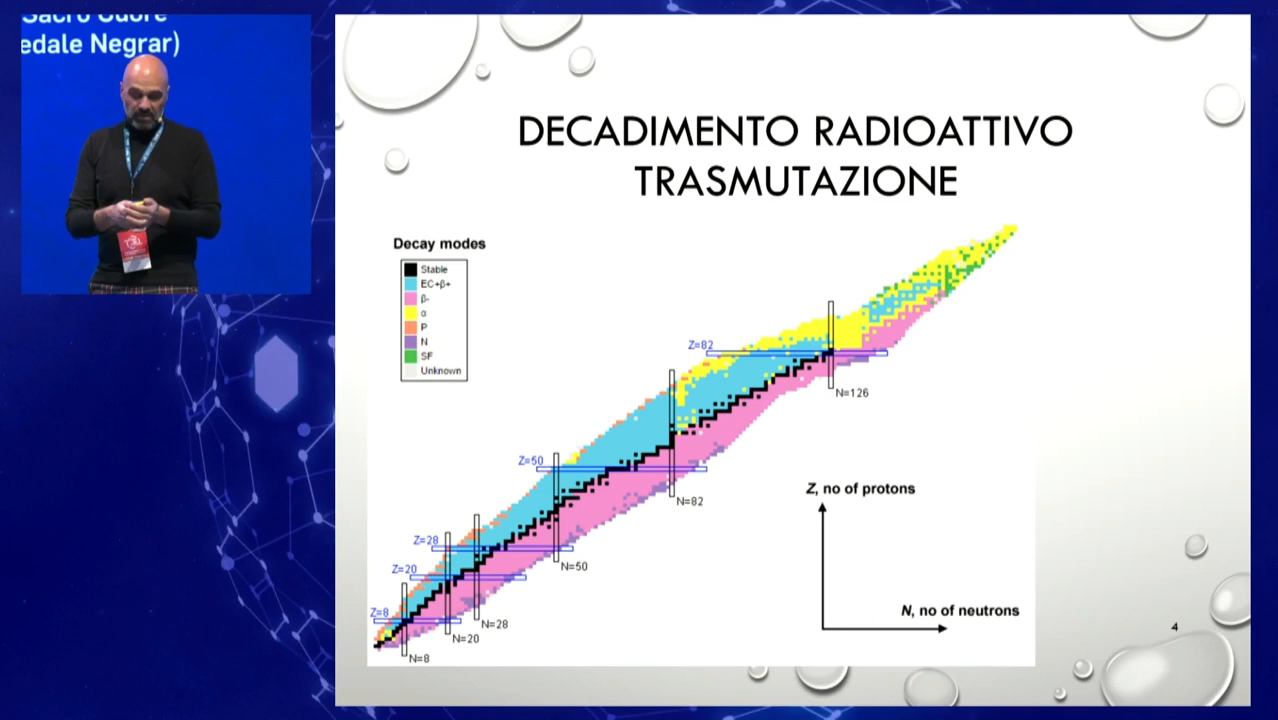 Sacro Cuore
edale Negrar)
DECADIMENTO RADIOATTIVO
TRASMUTAZIONE
Decay modes
Stable
EC+β+
β-
α
P
N
SF
Unknown
Z=82
N=126
Z=50
N=82
Z=28
N=50
Z=20
N=28
Z=8
N=20
N=8
Z, no of protons
N, no of neutrons
4